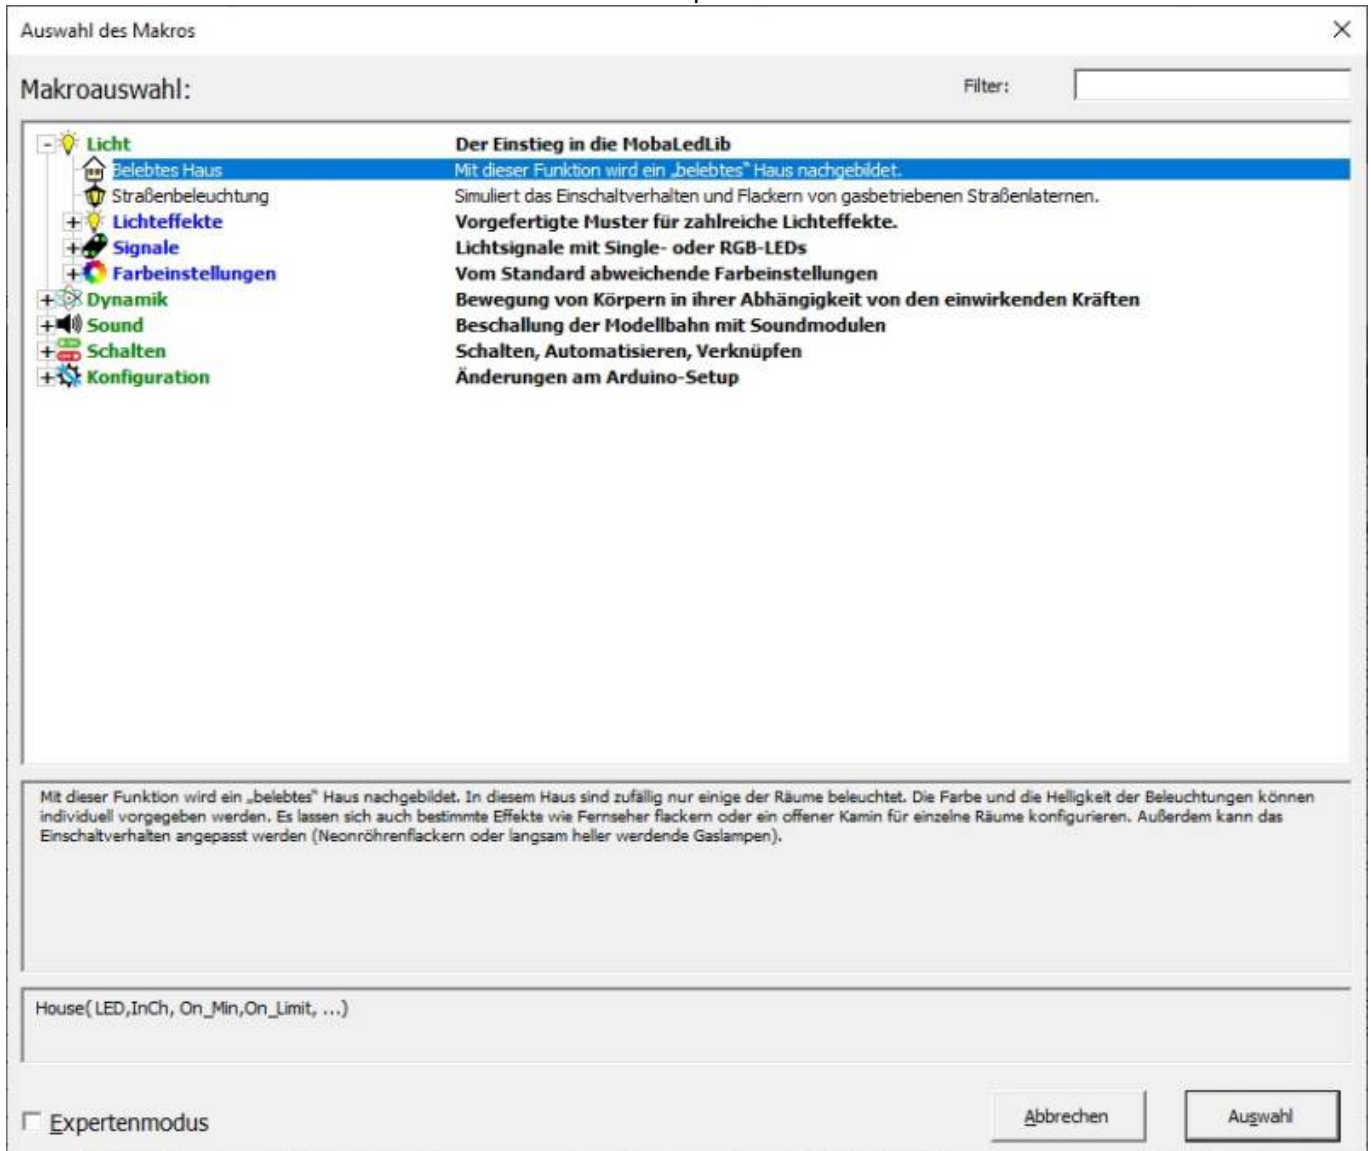 Auswahl des Makros
Makroauswahl:
Filter:
Licht Der Einstieg in die MobaLedLib
Belebtes Haus Mit dieser Funktion wird ein „belebtes" Haus nachgebildet.
Straßenbeleuchtung Simuliert das Einschaltverhalten und Flackern von gasbetriebenen Straßenlaternen.
Lichteffekte Vorgefertigte Muster für zahlreiche Lichteffekte.
Signale Lichtsignale mit Single- oder RGB-LEDs
Farbeinstellungen Vom Standard abweichende Farbeinstellungen
Dynamik Bewegung von Körpern in ihrer Abhängigkeit von den einwirkenden Kräften
Sound Beschallung der Modellbahn mit Soundmodulen
Schalten Schalten, Automatisieren, Verknüpfen
Konfiguration Änderungen am Arduino-Setup
Mit dieser Funktion wird ein „belebtes" Haus nachgebildet. In diesem Haus sind zufällig nur einige der Räume beleuchtet. Die Farbe und die Helligkeit der Beleuchtungen können
individuell vorgegeben werden. Es lassen sich auch bestimmte Effekte wie Fernseher flackern oder ein offener Kamin für einzelne Räume konfigurieren. Außerdem kann das
Einschaltverhalten angepasst werden (Neonröhrenflackern oder langsam heller werdende Gaslampen).
House( LED,InCh, On_Min,On_Limit, ...)
Expertenmodus
Abbrechen
Auswahl